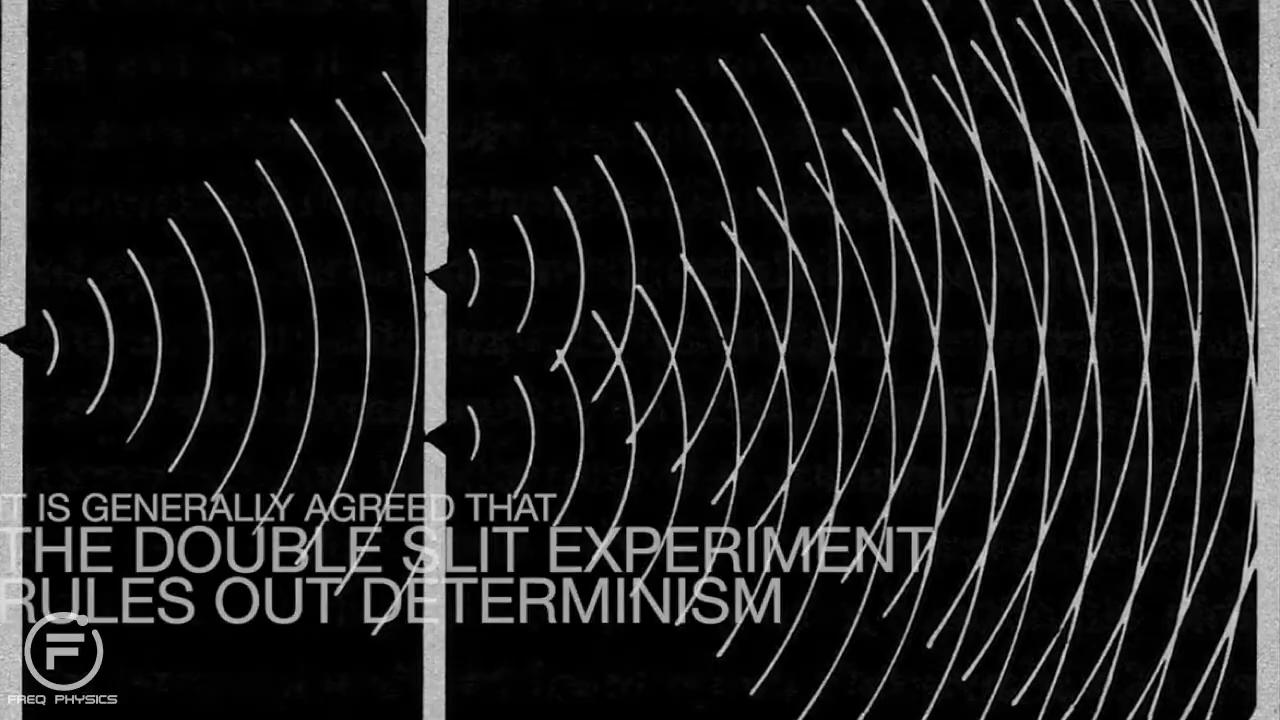 T IS GENERALLY AGREED THAT
THE DOUBLE SLIT EXPERIMENT
RULES OUT DETERMINISM
F
FREQ PHYSICS